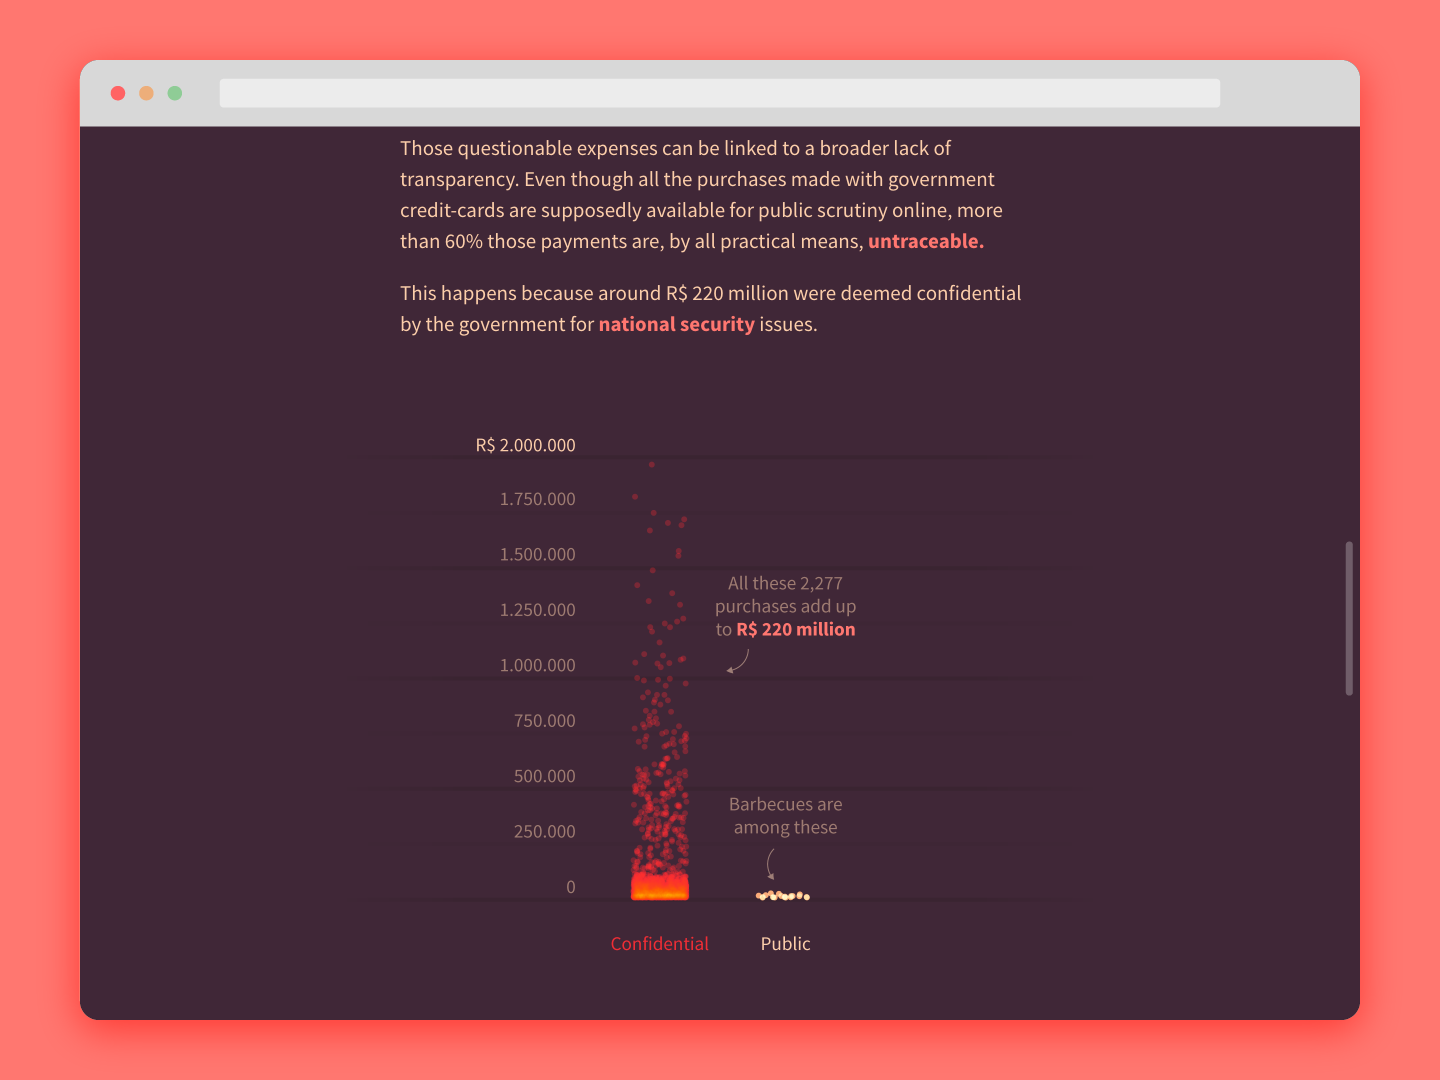 Those questionable expenses can be linked to a broader lack of
transparency. Even though all the purchases made with government
credit-cards are supposedly available for public scrutiny online, more
than 60% those payments are, by all practical means, untraceable.
This happens because around R$ 220 million were deemed confidential
by the government for national security issues.
R$ 2.000.000
1.750.000
1.500.000
1.250.000
1.000.000
750.000
500.000
250.000
0
All these 2,277
purchases add up
to R$ 220 million
Barbecues are
among these
Confidential
Public